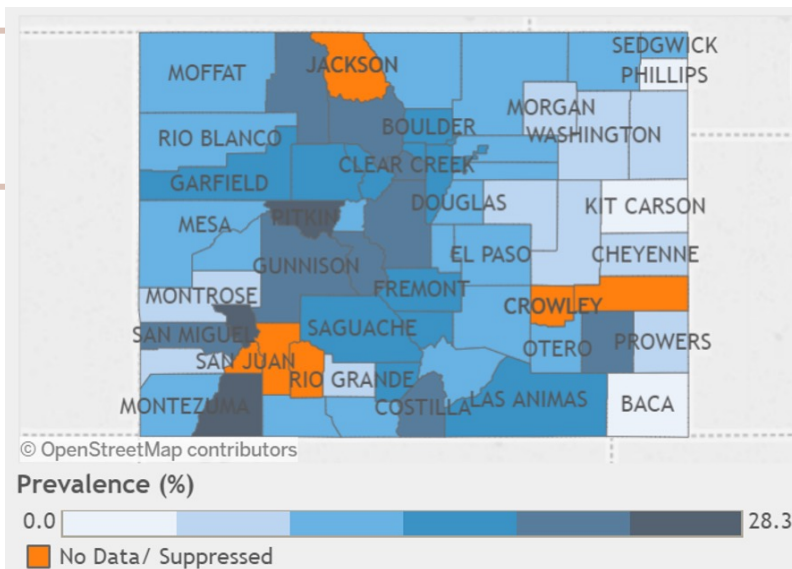 SEDGWICK
MOFFAT
JACKSON
PHILLIPS
MORGAN
BOULDER
WASHINGTON
RIO BLANCO
CLEAR CREEK
GARFIELD
DOUGLAS
KIT CARSON
PITKIN
MESA
EL PASO
CHEYENNE
GUNNISON
FREMONT
MONTROSE
CROWLEY
SAGUACHE
SAN MIGUEL
OTERO
PROWERS
SAN JUAN
RIO GRANDE
MONTEZUMA
COSTILLA
LAS ANIMAS
BACA
© OpenStreetMap contributors
Prevalence (%)
0.0 28.3
No Data/ Suppressed